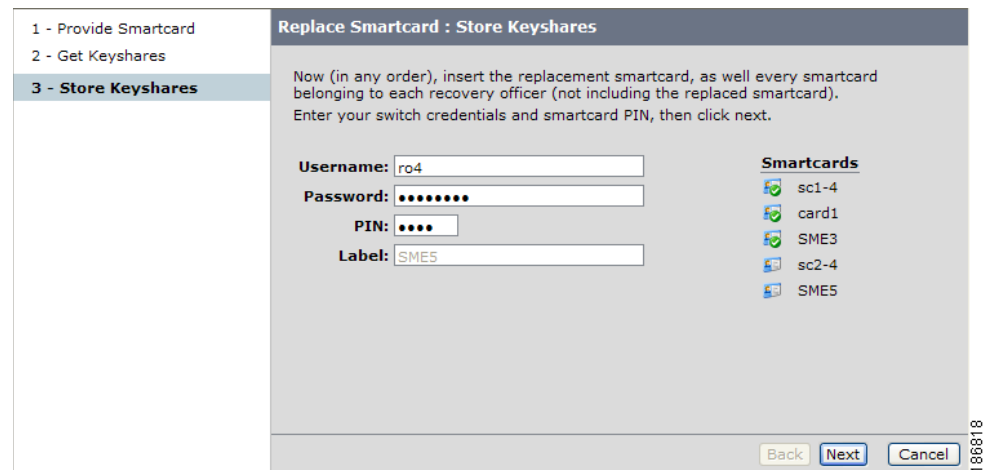 1 - Provide Smartcard
2 - Get Keyshares
3 - Store Keyshares
Replace Smartcard : Store Keyshares
Now (in any order), insert the replacement smartcard, as well every smartcard
belonging to each recovery officer (not including the replaced smartcard).
Enter your switch credentials and smartcard PIN, then click next.
Username: ro4
Password: ••••••••
PIN: ••••
Label: SME5
Smartcards
sc1-4
card1
SME3
sc2-4
SME5
Back Next Cancel
186818